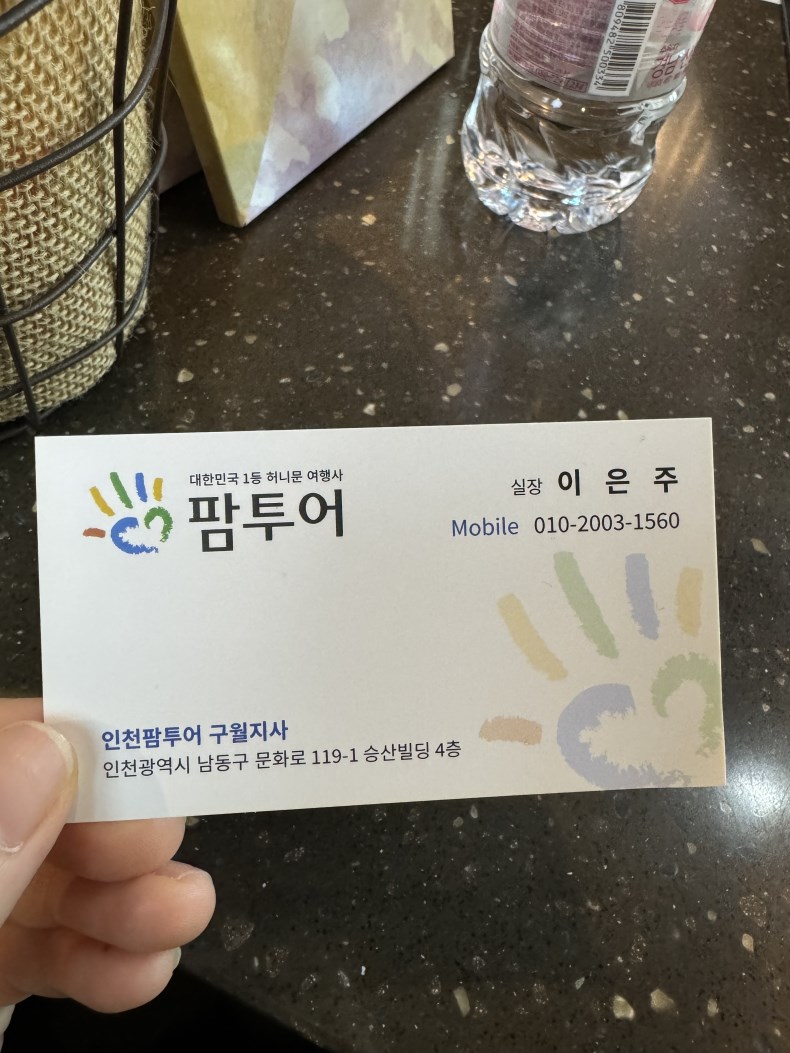 8809482500334
대한민국 1등 허니문 여행사
팜투어
실장 이 은 주
Mobile 010-2003-1560
인천팜투어 구월지사
인천광역시 남동구 문화로 119-1 승산빌딩 4층